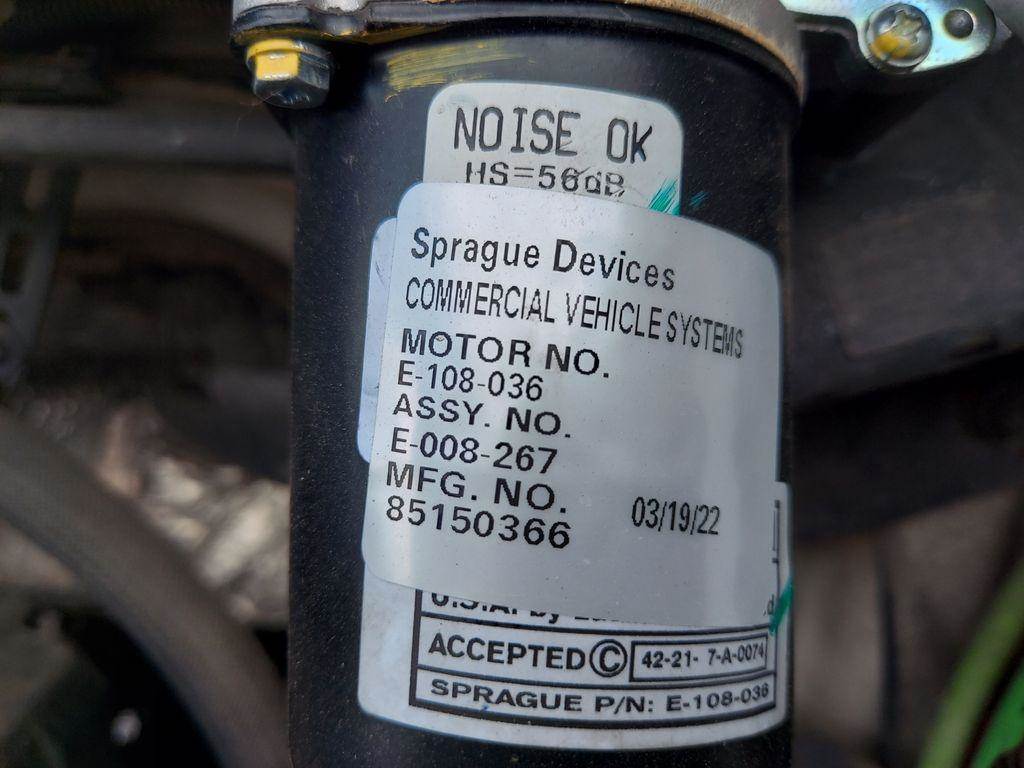 NOISE OK
HS=56dB
Sprague Devices
COMMERCIAL VEHICLE SYSTEMS
MOTOR NO.
E-108-036
ASSY. NO.
E-008-267
MFG. NO.
85150366 03/19/22
U.S.A. by
ACCEPTED © 42-21- 7-A-0074
SPRAGUE P/N: E-108-036